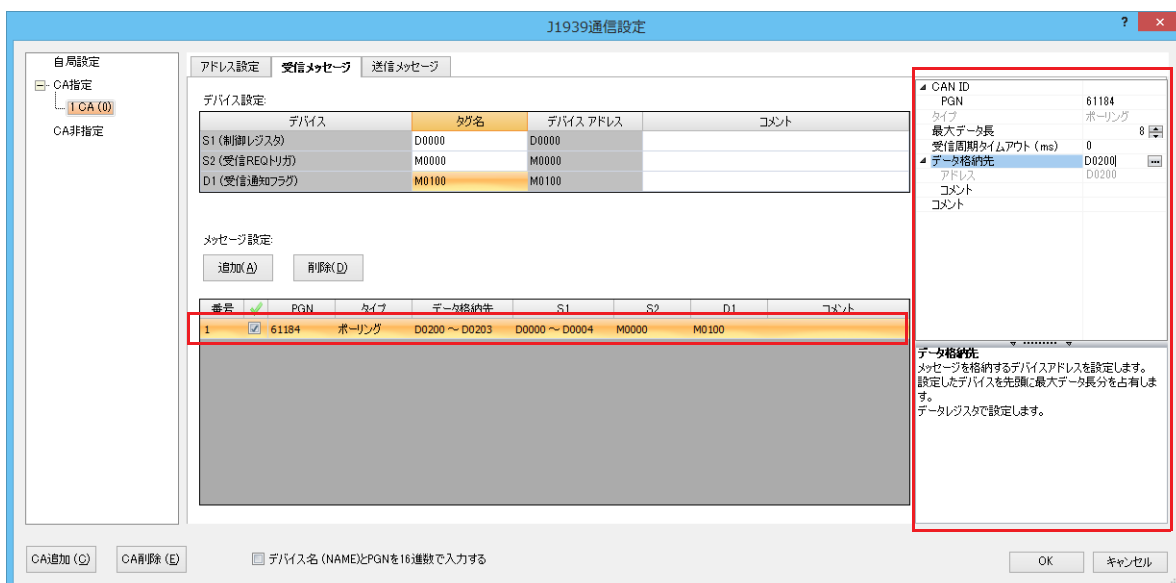 J1939通信設定
?
×
自局設定
CA指定
1 CA (0)
CA非指定
アドレス設定 受信メッセージ 送信メッセージ
デバイス設定:
デバイス タグ名 デバイス アドレス コメント
S1 (制御レジスタ) D0000 D0000
S2 (受信REQトリガ) M0000 M0000
D1 (受信通知フラグ) M0100 M0100
メッセージ設定:
追加(A) 削除(D)
番号 PGN タイプ データ格納先 S1 S2 D1 コメント
1 61184 ポーリング D0200 ～ D0203 D0000 ～ D0004 M0000 M0100
CAN ID
PGN 61184
タイプ ポーリング
最大データ長 8
受信周期タイムアウト (ms) 0
データ格納先 D0200 ...
アドレス D0200
コメント
コメント
データ格納先
メッセージを格納するデバイスアドレスを設定します。
設定したデバイスを先頭に最大データ長分を占有しま
す。
データレジスタで設定します。
CA追加 (C) CA削除 (E) デバイス名 (NAME)とPGNを16進数で入力する OK キャンセル